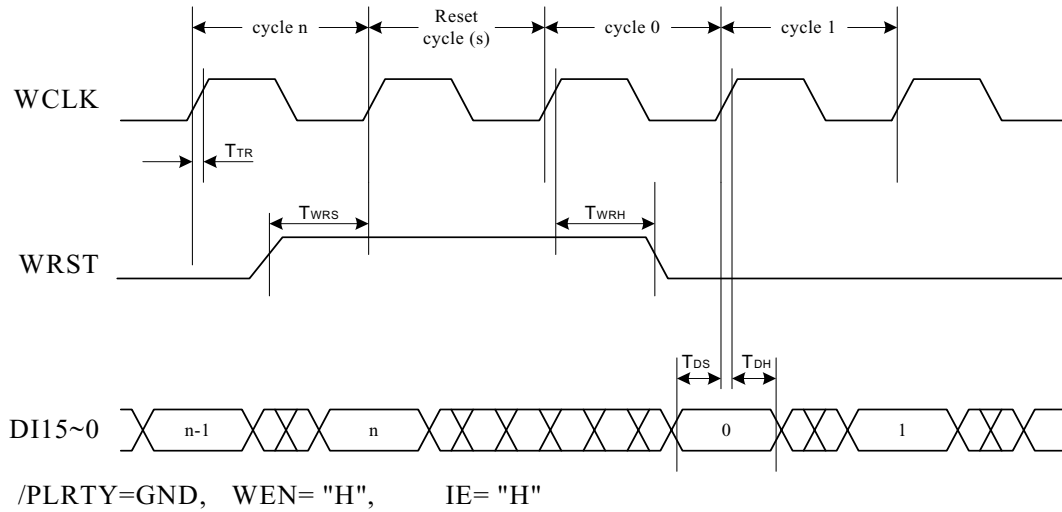 cycle n
Reset
cycle (s)
cycle 0
cycle 1
WCLK
TTR
TWRS
TWRH
WRST
TDS
TDH
DI15~0
n-1
n
0
1
/PLRTY=GND, WEN= "H", IE= "H"